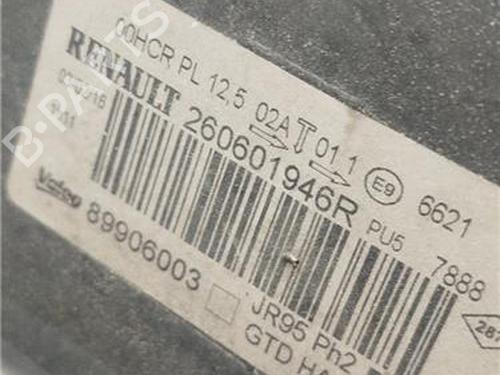 00HCR PL 12,5 02A 01 1 E9 6621
RENAULT 260601946R PU5 7888
Valeo 89906003 JR95 Ph2
GTD HA
B-PARTS